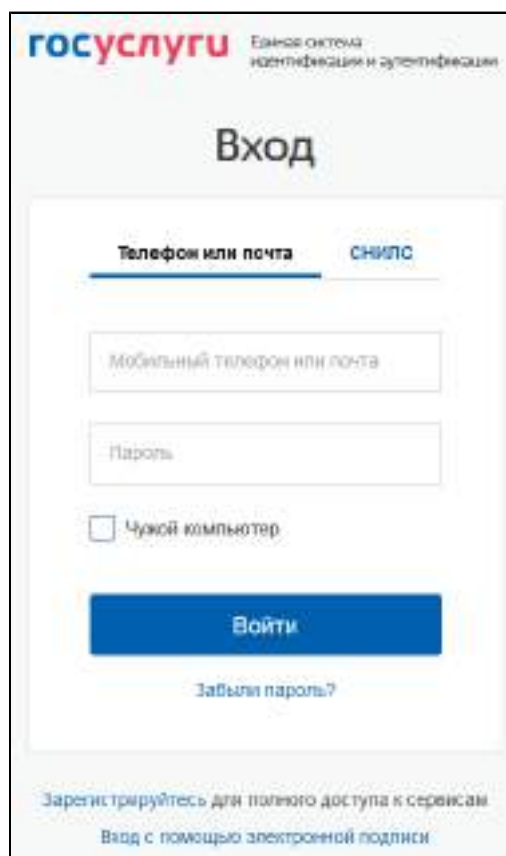 госуслуги
Единая система
идентификации и аутентификации
Вход
Телефон или почта
СНИЛС
Мобильный телефон или почта
Пароль
Чужой компьютер
Войти
Забыли пароль?
Зарегистрируйтесь для полного доступа к сервисам
Вход с помощью электронной подписи